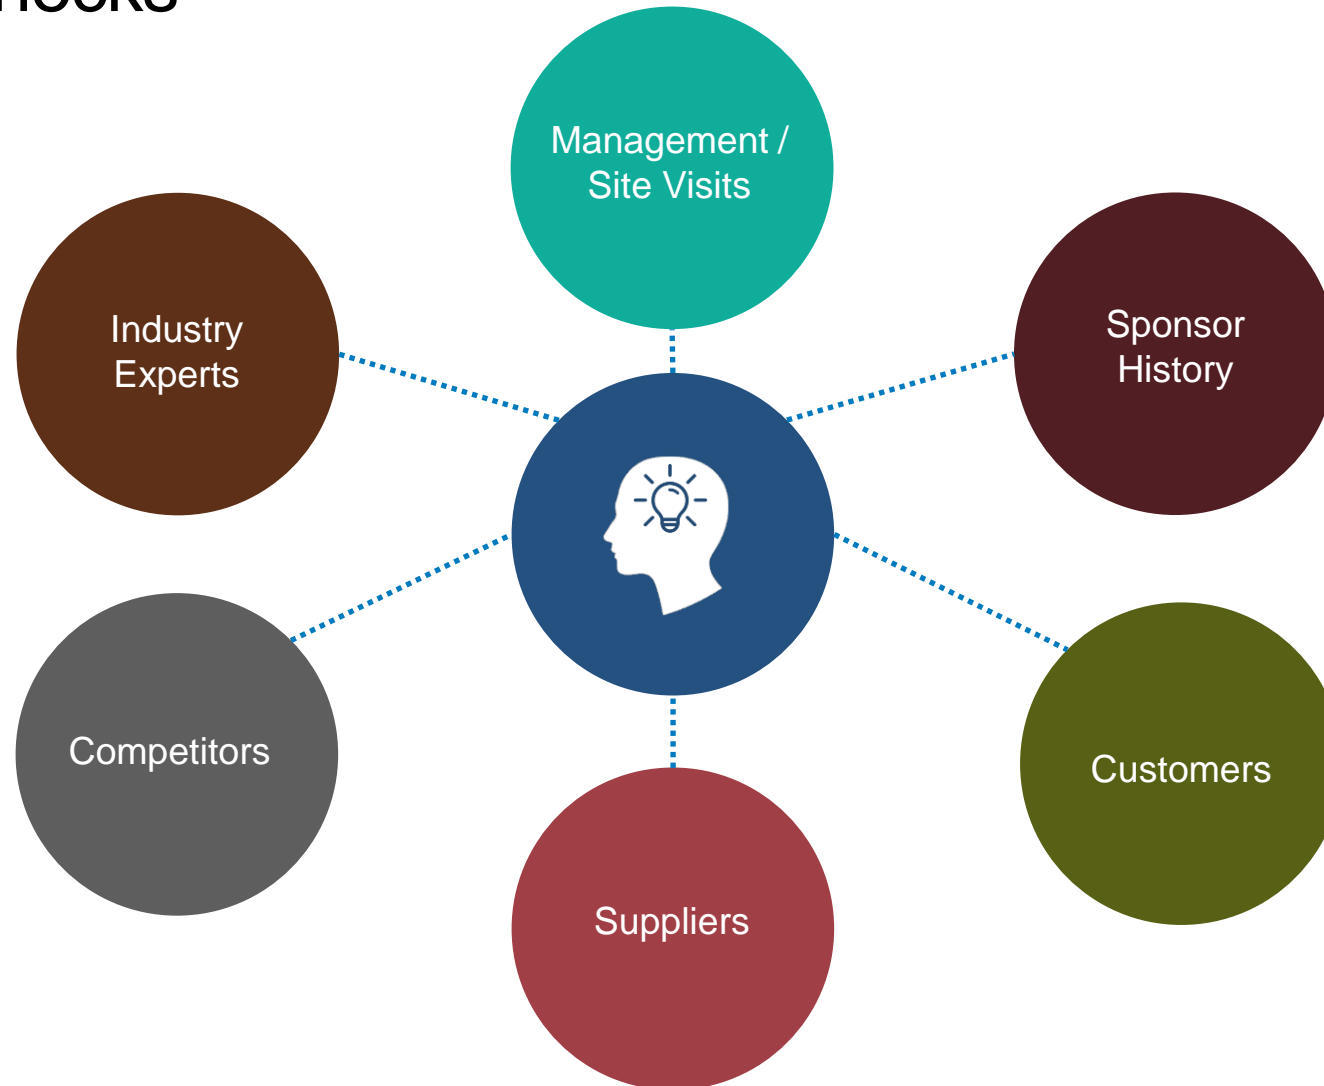 Management /
Site Visits
Industry
Experts
Sponsor
History
Competitors
Customers
Suppliers